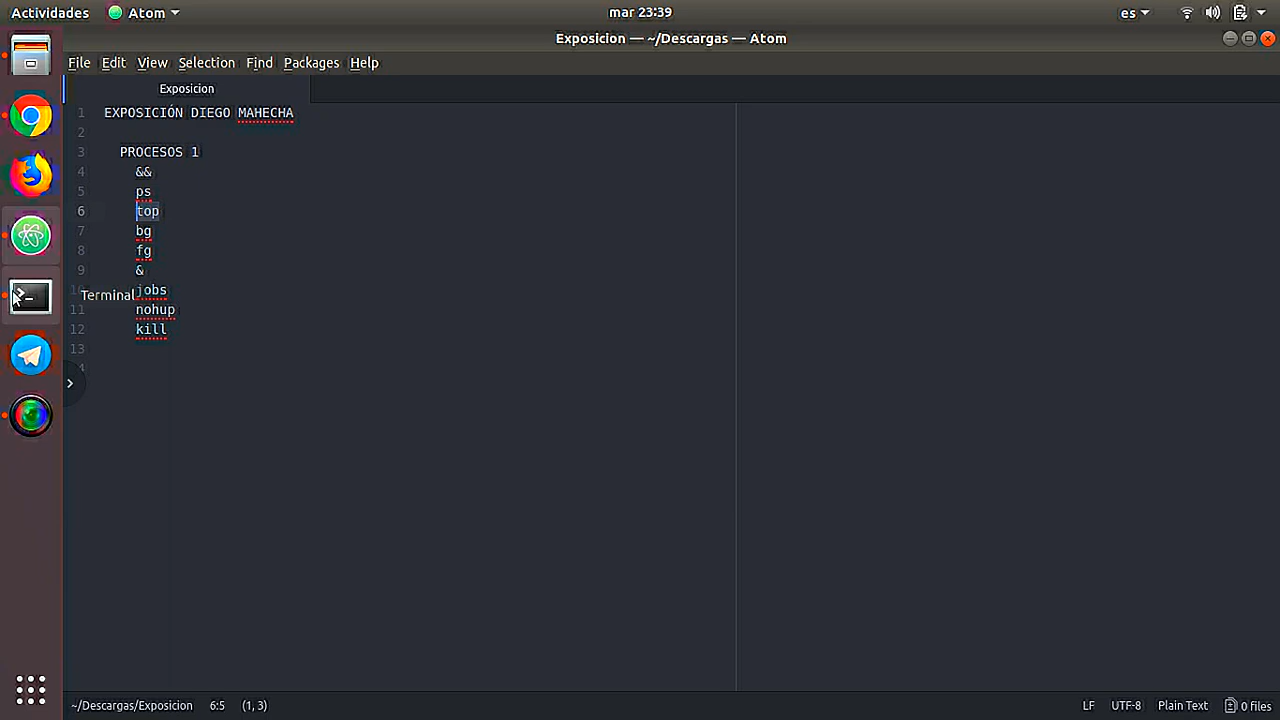 Actividades Atom mar 23:39 es
Exposicion — ~/Descargas — Atom
File Edit View Selection Find Packages Help
Exposicion
1 EXPOSICIÓN DIEGO MAHECHA
2
3 PROCESOS 1
4 &&
5 ps
6 top
7 bg
8 fg
9 &
10 jobs
Terminal
11 nohup
12 kill
13
~/Descargas/Exposicion 6:5 (1, 3) LF UTF-8 Plain Text 0 files